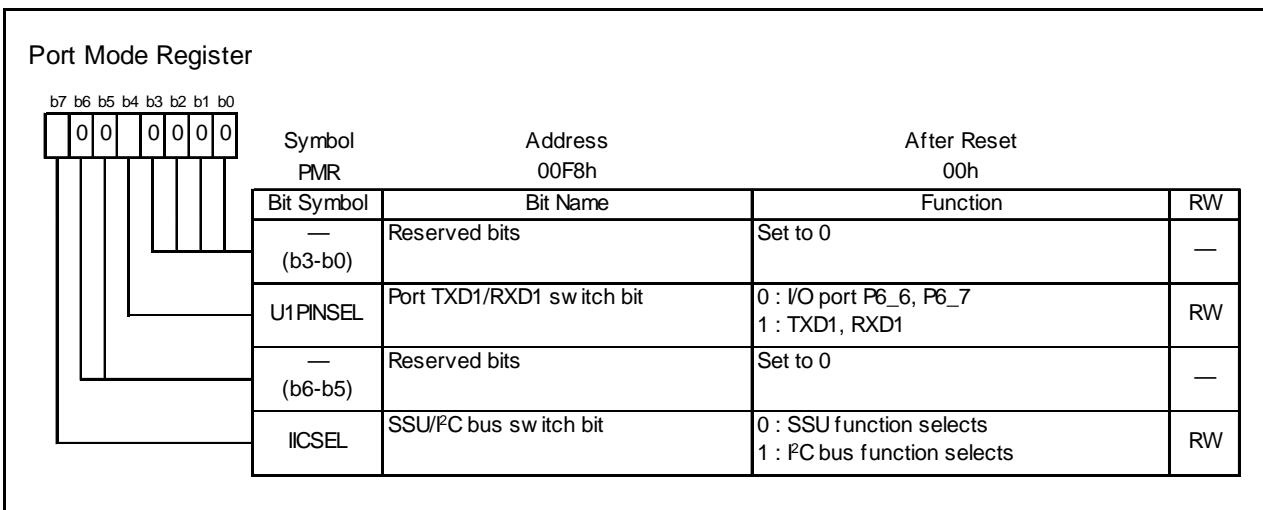 Port Mode Register
b7 b6 b5 b4 b3 b2 b1 b0
0 0 0 0 0 0
Symbol Address After Reset
PMR 00F8h 00h
Bit Symbol Bit Name Function RW
— Reserved bits Set to 0 —
(b3-b0)
U1PINSEL Port TXD1/RXD1 switch bit 0 : I/O port P6_6, P6_7 RW
1 : TXD1, RXD1
— Reserved bits Set to 0 —
(b6-b5)
IICSEL SSU/I²C bus switch bit 0 : SSU function selects RW
1 : I²C bus function selects